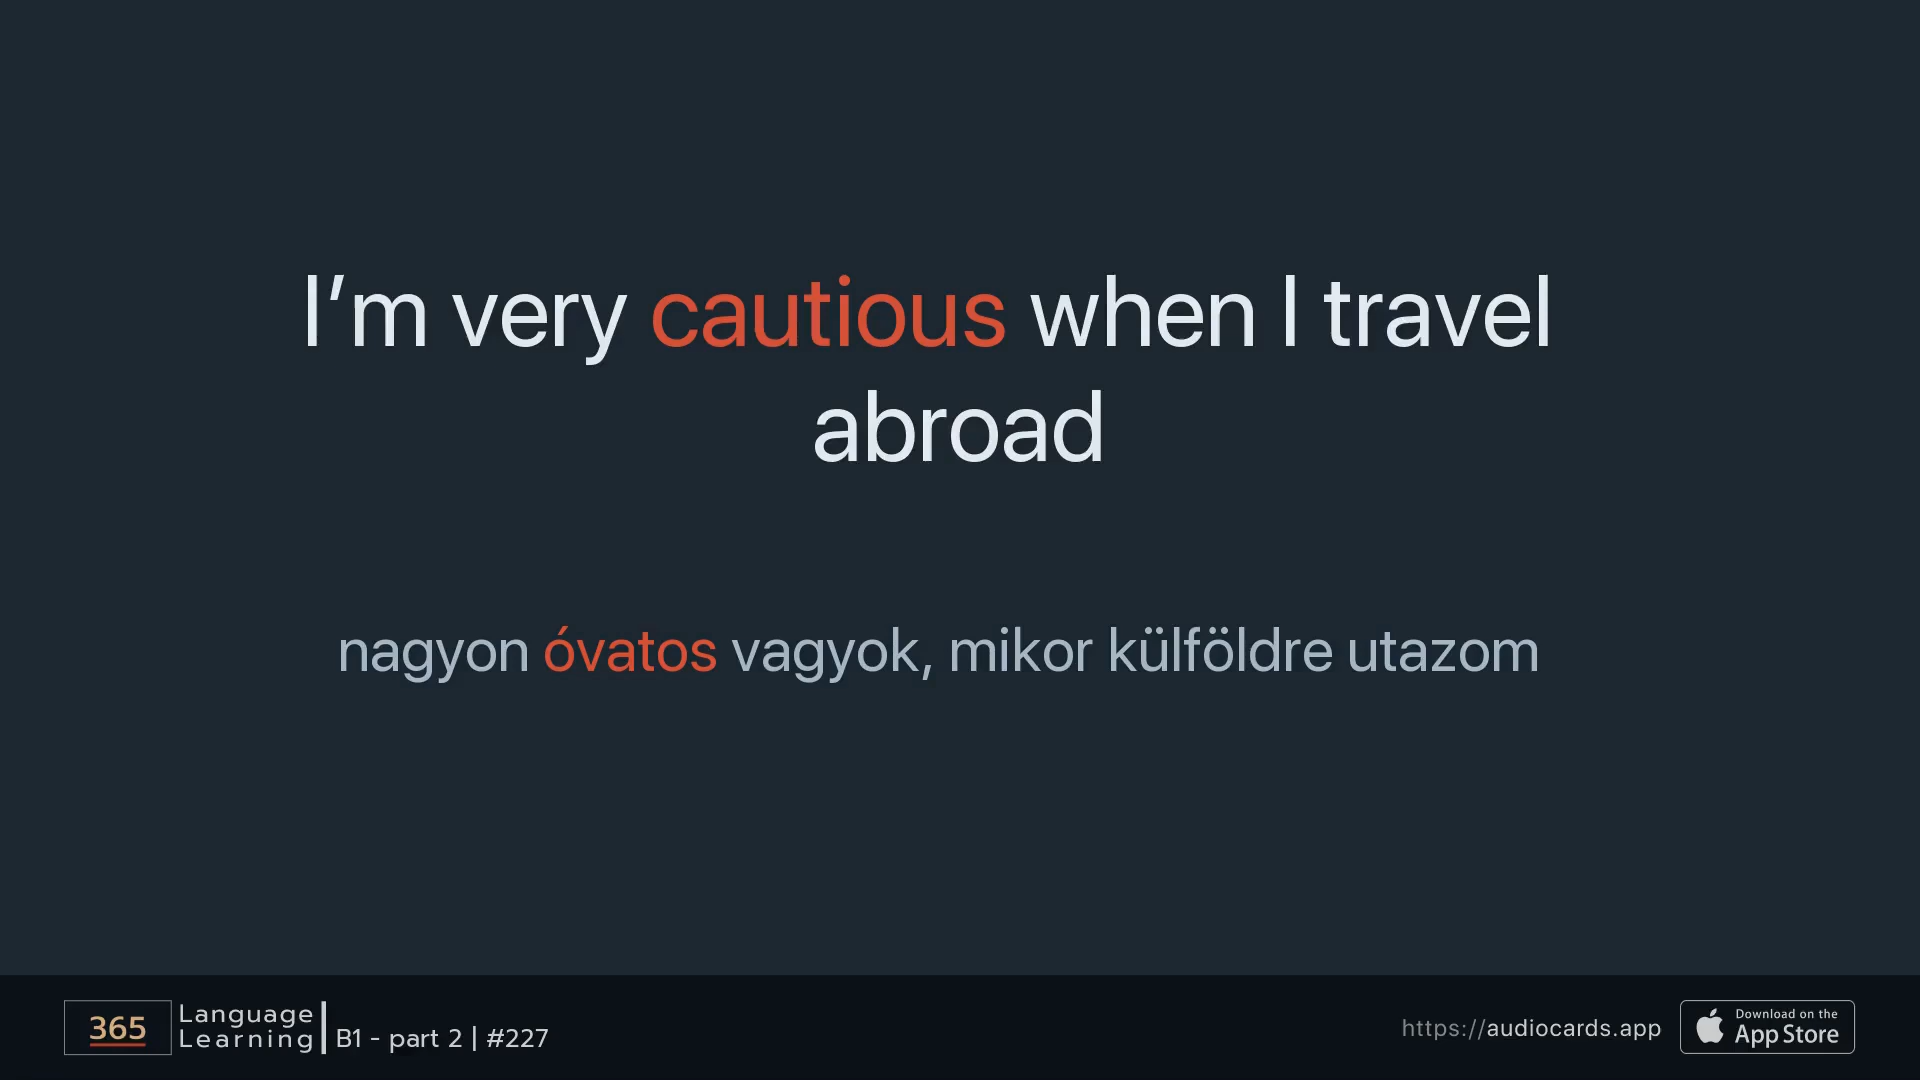 I’m very cautious when I travel
abroad
nagyon óvatos vagyok, mikor külföldre utazom
365
Language
Learning
B1 - part 2 | #227
https://audiocards.app
Download on the
App Store